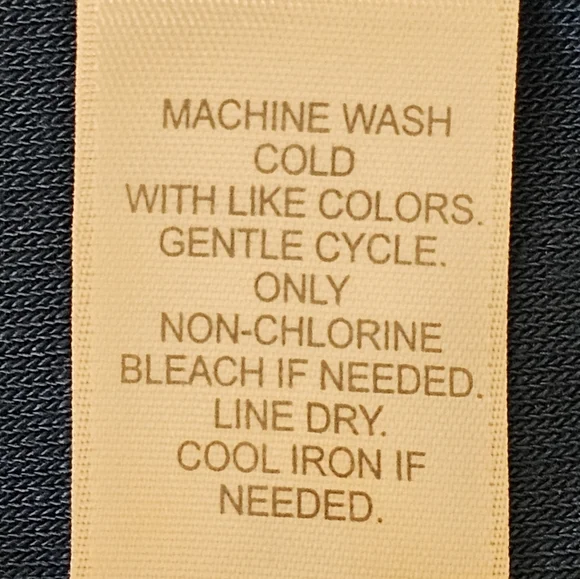 MACHINE WASH
COLD
WITH LIKE COLORS.
GENTLE CYCLE.
ONLY
NON-CHLORINE
BLEACH IF NEEDED.
LINE DRY.
COOL IRON IF
NEEDED.